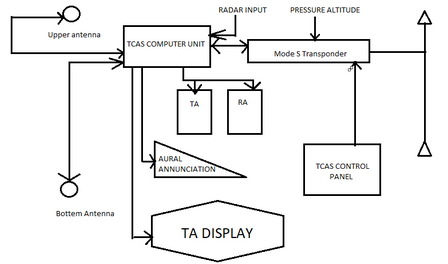 RADAR INPUT
PRESSURE ALTITUDE
Upper antenna
TCAS COMPUTER UNIT
Mode S Transponder
TA
RA
AURAL
ANNUNCIATION
TCAS CONTROL
PANEL
Bottem Antenna
TA DISPLAY